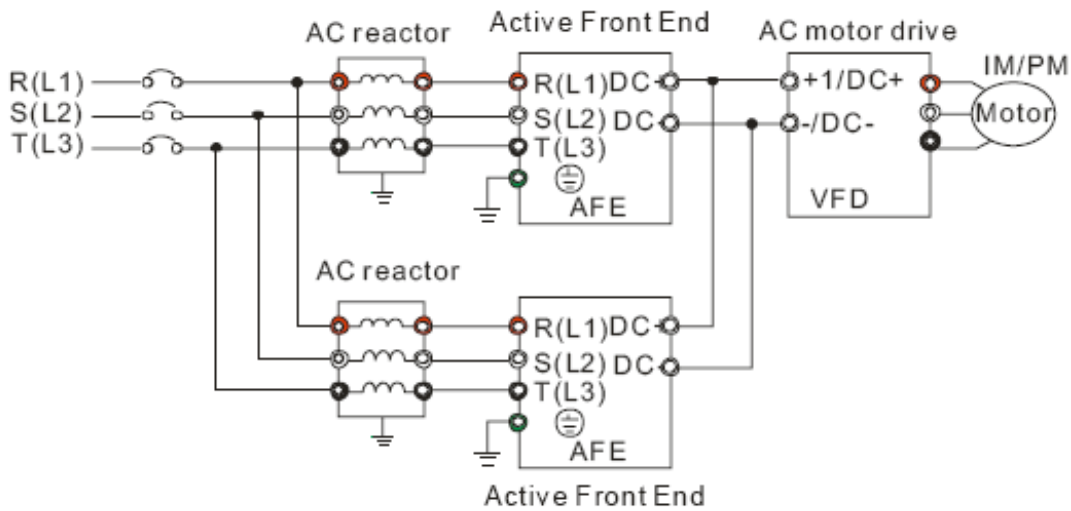 Active Front End
AC reactor
AC motor drive
R(L1)
S(L2)
T(L3)
R(L1) DC
S(L2) DC
T(L3)
AFE
+1/DC+
-/DC-
VFD
IM/PM
Motor
AC reactor
R(L1) DC
S(L2) DC
T(L3)
AFE
Active Front End